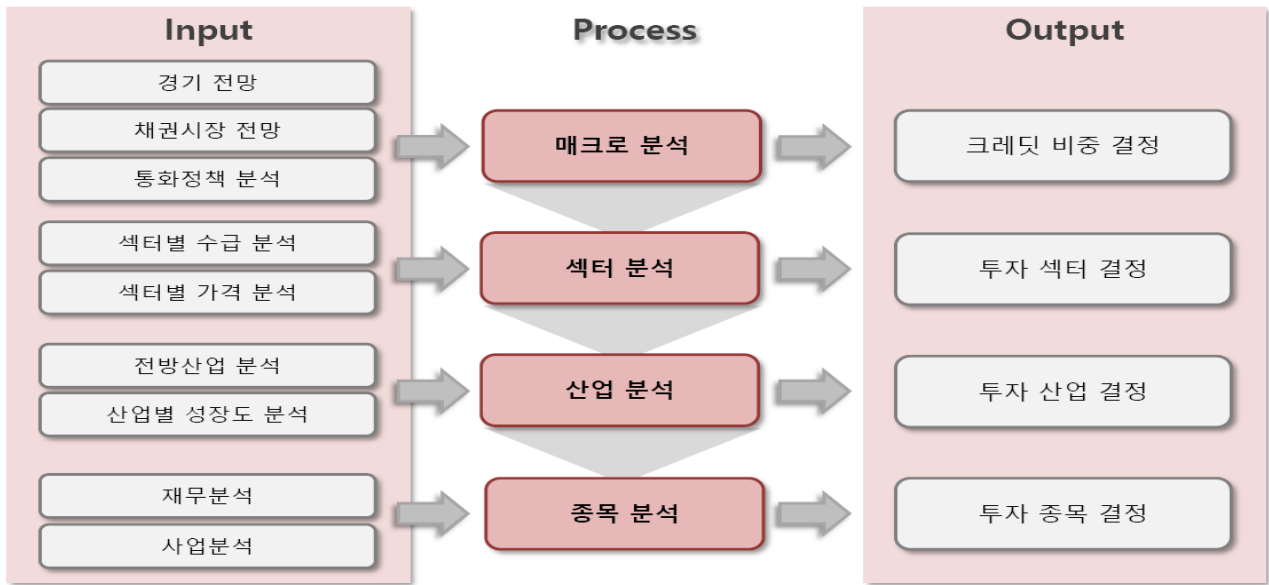 Input
Process
Output
경기 전망
채권시장 전망
통화정책 분석
매크로 분석
크레딧 비중 결정
섹터별 수급 분석
섹터별 가격 분석
섹터 분석
투자 섹터 결정
전방산업 분석
산업별 성장도 분석
산업 분석
투자 산업 결정
재무분석
사업분석
종목 분석
투자 종목 결정